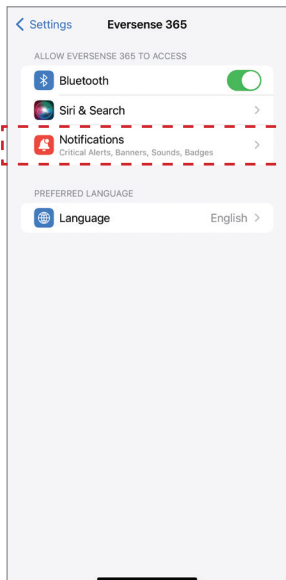 Settings Eversense 365
ALLOW EVERSENSE 365 TO ACCESS
Bluetooth
Siri & Search
Notifications
Critical Alerts, Banners, Sounds, Badges
PREFERRED LANGUAGE
Language English